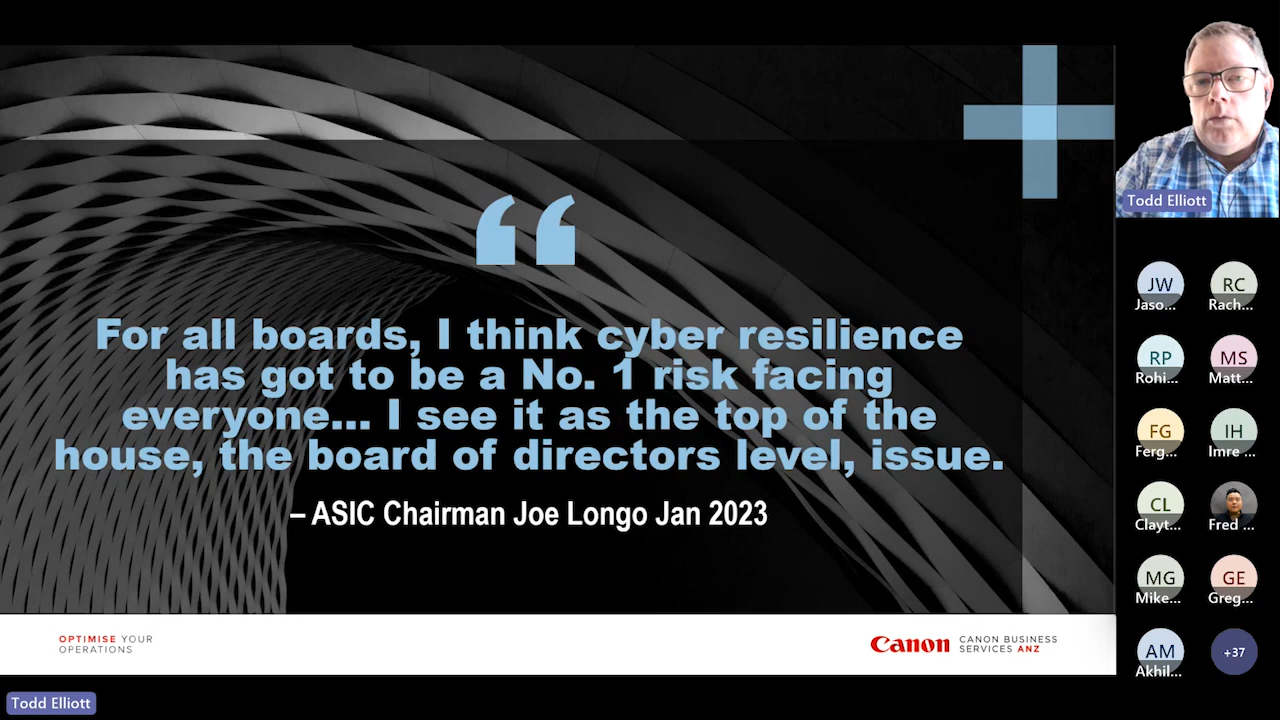 “
For all boards, I think cyber resilience
has got to be a No. 1 risk facing
everyone... I see it as the top of the
house, the board of directors level, issue.
– ASIC Chairman Joe Longo Jan 2023
OPTIMISE YOUR
OPERATIONS
Canon
CANON BUSINESS
SERVICES ANZ
Todd Elliott
Todd Elliott
JW RC
Jaso... Rach...
RP MS
Rohi... Matt...
FG IH
Ferg... Imre ...
CL
Clayt... Fred ...
MG GE
Mike... Greg...
AM +37
Akhil...